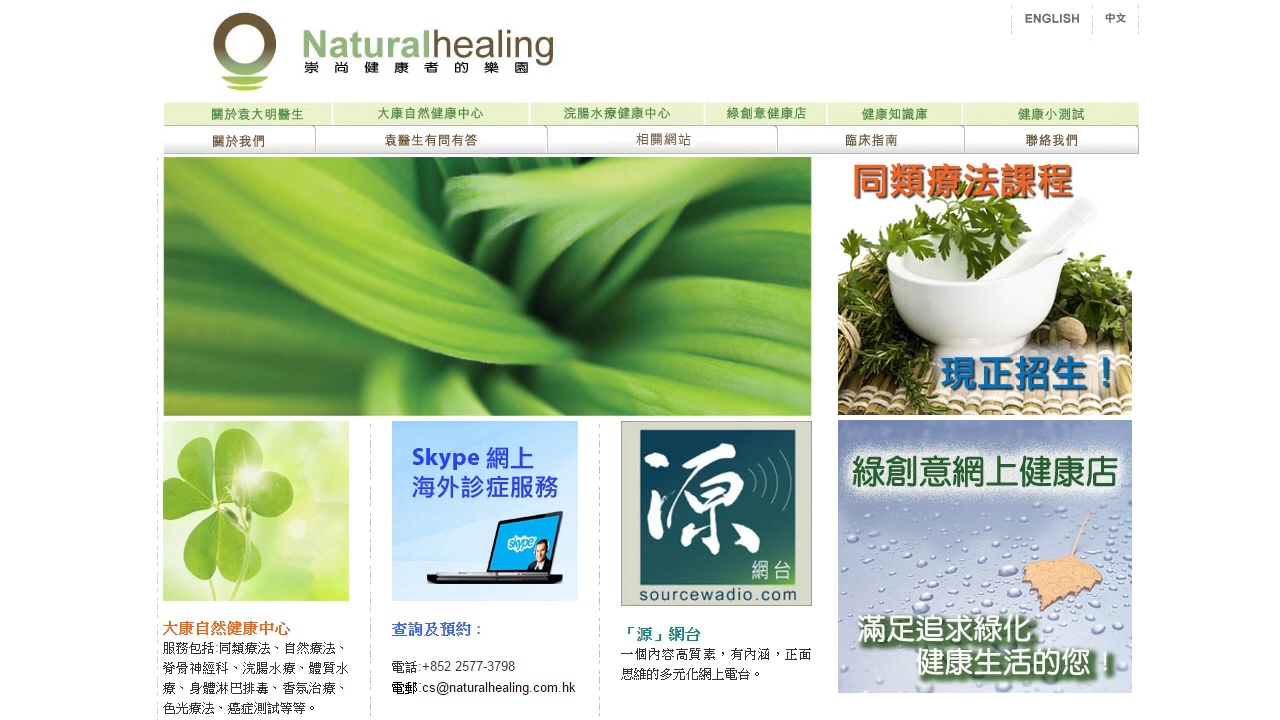 ENGLISH
中文
Naturalhealing
崇尚健康者的樂園
關於袁大明醫生
大康自然健康中心
浣腸水療健康中心
綠創意健康店
健康知識庫
健康小測試
關於我們
袁醫生有問有答
相關網站
臨床指南
聯絡我們
同類療法課程
現正招生！
Skype 網上
海外診症服務
skype
源
網台
sourcewadio.com
綠創意網上健康店
滿足追求綠化
健康生活的您！
大康自然健康中心
服務包括:同類療法、自然療法、
脊骨神經科、浣腸水療、體質水
療、身體淋巴排毒、香氛治療、
色光療法、癌症測試等等。
查詢及預約：
電話:+852 2577-3798
電郵:cs@naturalhealing.com.hk
「源」網台
一個內容高質素，有內涵，正面
思維的多元化網上電台。